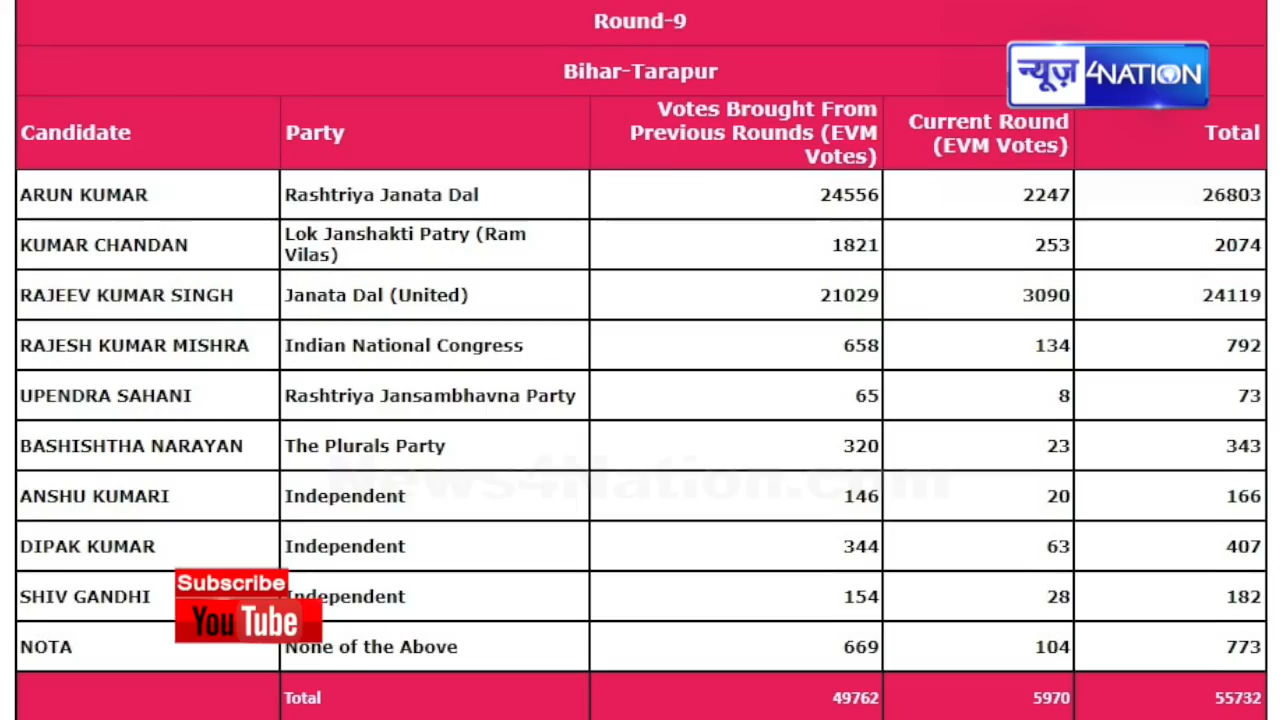 Round-9
Bihar-Tarapur
न्यूज़ 4NATION
Candidate Party Votes Brought From Previous Rounds (EVM Votes) Current Round (EVM Votes) Total
ARUN KUMAR Rashtriya Janata Dal 24556 2247 26803
KUMAR CHANDAN Lok Janshakti Patry (Ram Vilas) 1821 253 2074
RAJEEV KUMAR SINGH Janata Dal (United) 21029 3090 24119
RAJESH KUMAR MISHRA Indian National Congress 658 134 792
UPENDRA SAHANI Rashtriya Jansambhavna Party 65 8 73
BASHISHTHA NARAYAN The Plurals Party 320 23 343
News4Nation.com
ANSHU KUMARI Independent 146 20 166
DIPAK KUMAR Independent 344 63 407
Subscribe
SHIV GANDHI Independent 154 28 182
YouTube
NOTA None of the Above 669 104 773
Total 49762 5970 55732